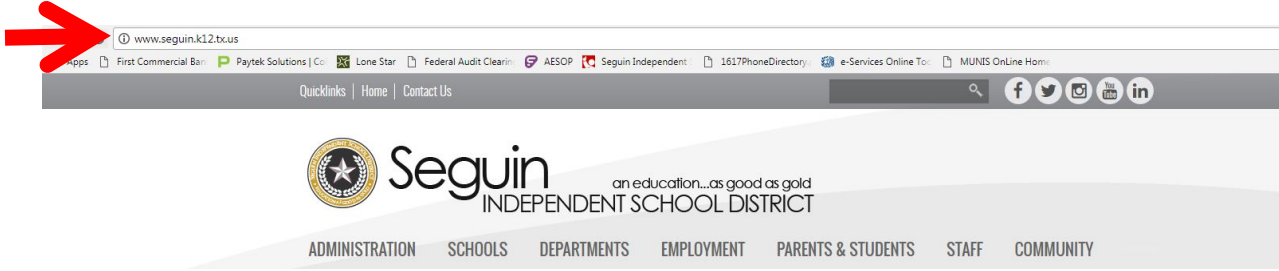 www.seguin.k12.tx.us
Apps First Commercial Ban Paytek Solutions | Co Lone Star Federal Audit Clearin AESOP Seguin Independent 1617PhoneDirectory e-Services Online Too MUNIS OnLine Home
Quicklinks | Home | Contact Us
You Tube
Seguin
an education...as good as gold
INDEPENDENT SCHOOL DISTRICT
ADMINISTRATION SCHOOLS DEPARTMENTS EMPLOYMENT PARENTS & STUDENTS STAFF COMMUNITY